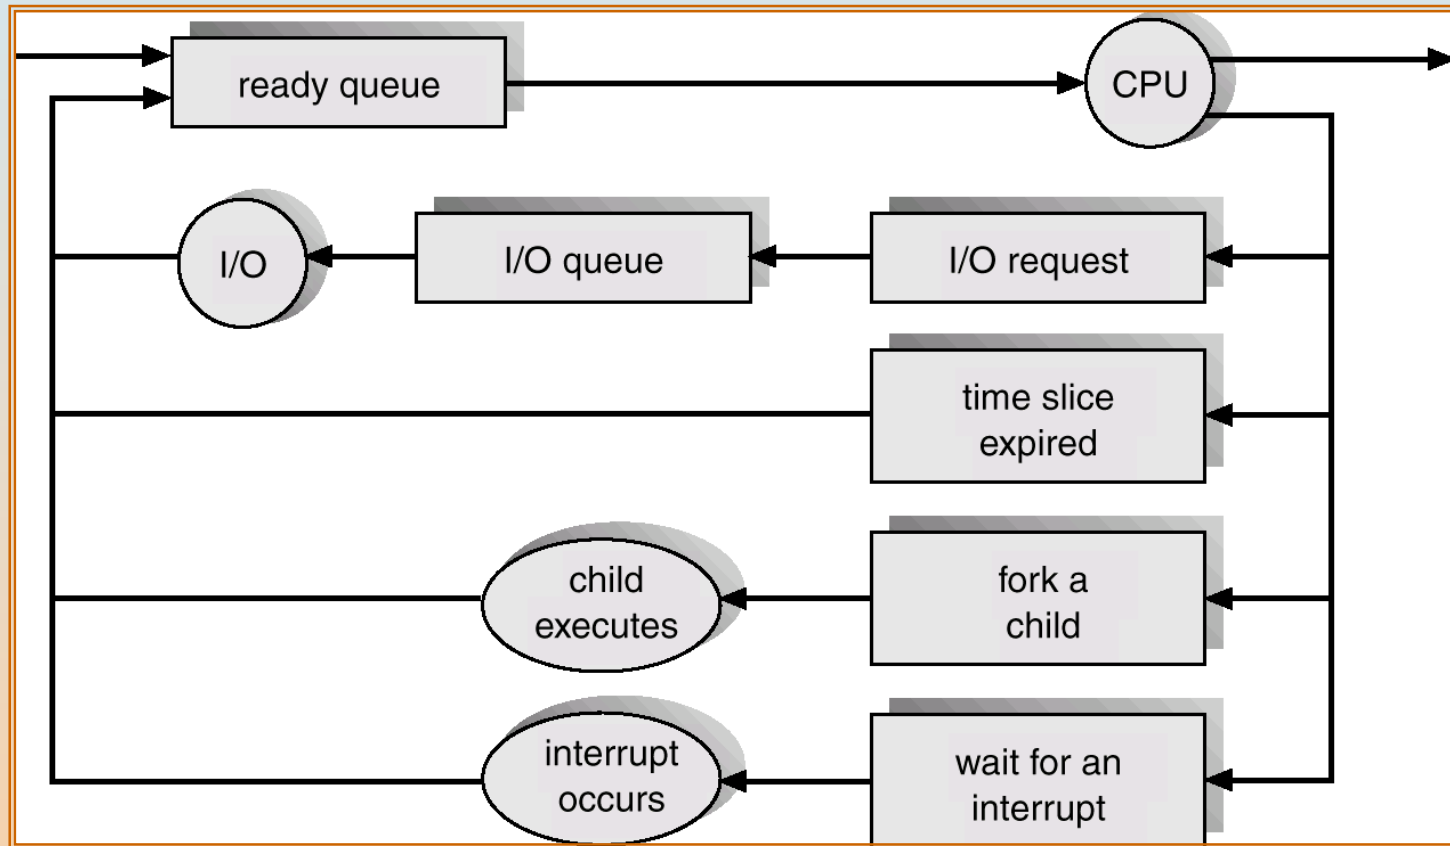 ready queue
CPU
I/O
I/O queue
I/O request
time slice
expired
child
executes
fork a
child
interrupt
occurs
wait for an
interrupt